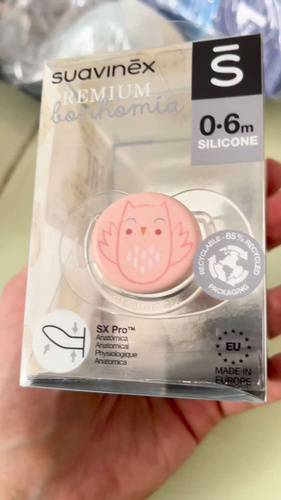 suavinex
PREMIUM
bonhomia
S
0-6m
SILICONE
RECYCLABLE - 85% RECYCLED
PACKAGING
SX Pro™
Anatómica
Anatomical
Physiologique
Anatomica
EU
MADE IN
EUROPE